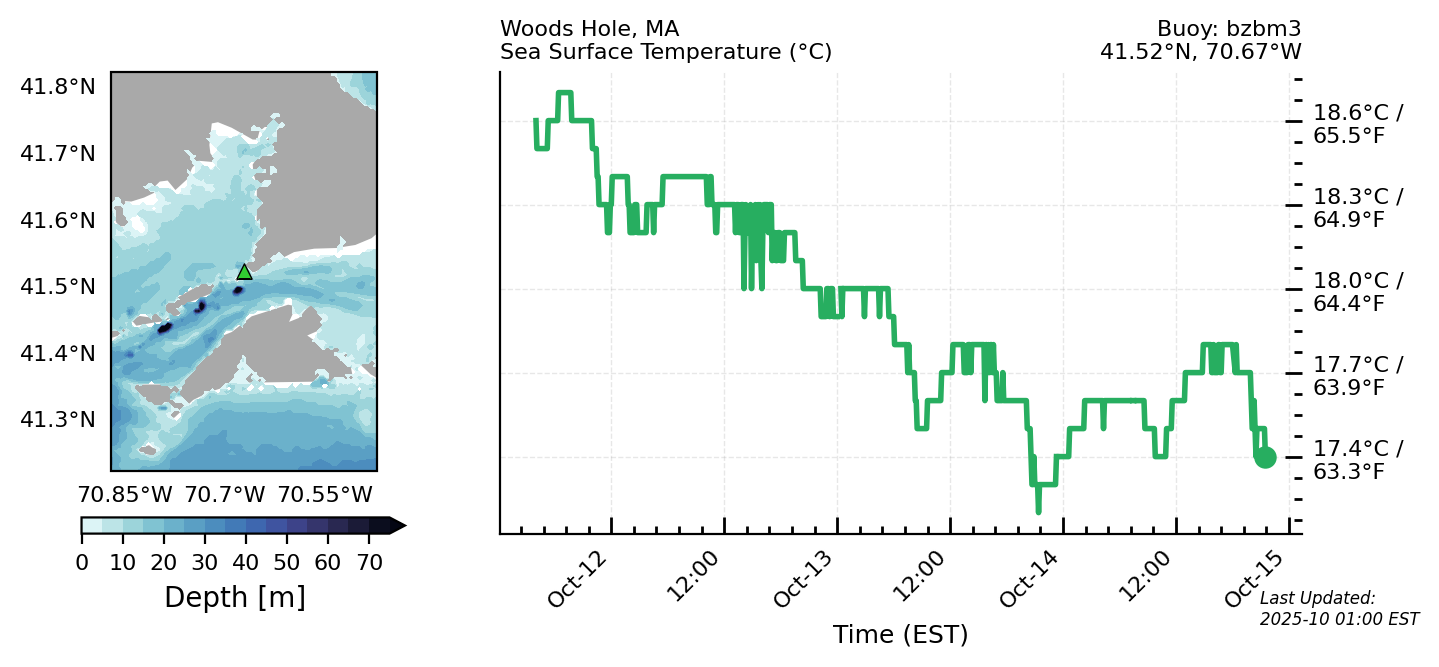 Woods Hole, MA
Sea Surface Temperature (°C)
Buoy: bzbm3
41.52°N, 70.67°W
41.8°N
41.7°N
41.6°N
41.5°N
41.4°N
41.3°N
70.85°W 70.7°W 70.55°W
0 10 20 30 40 50 60 70
Depth [m]
18.6°C /
65.5°F
18.3°C /
64.9°F
18.0°C /
64.4°F
17.7°C /
63.9°F
17.4°C /
63.3°F
Oct-12 12:00 Oct-13 12:00 Oct-14 12:00 Oct-15
Time (EST)
Last Updated:
2025-10 01:00 EST